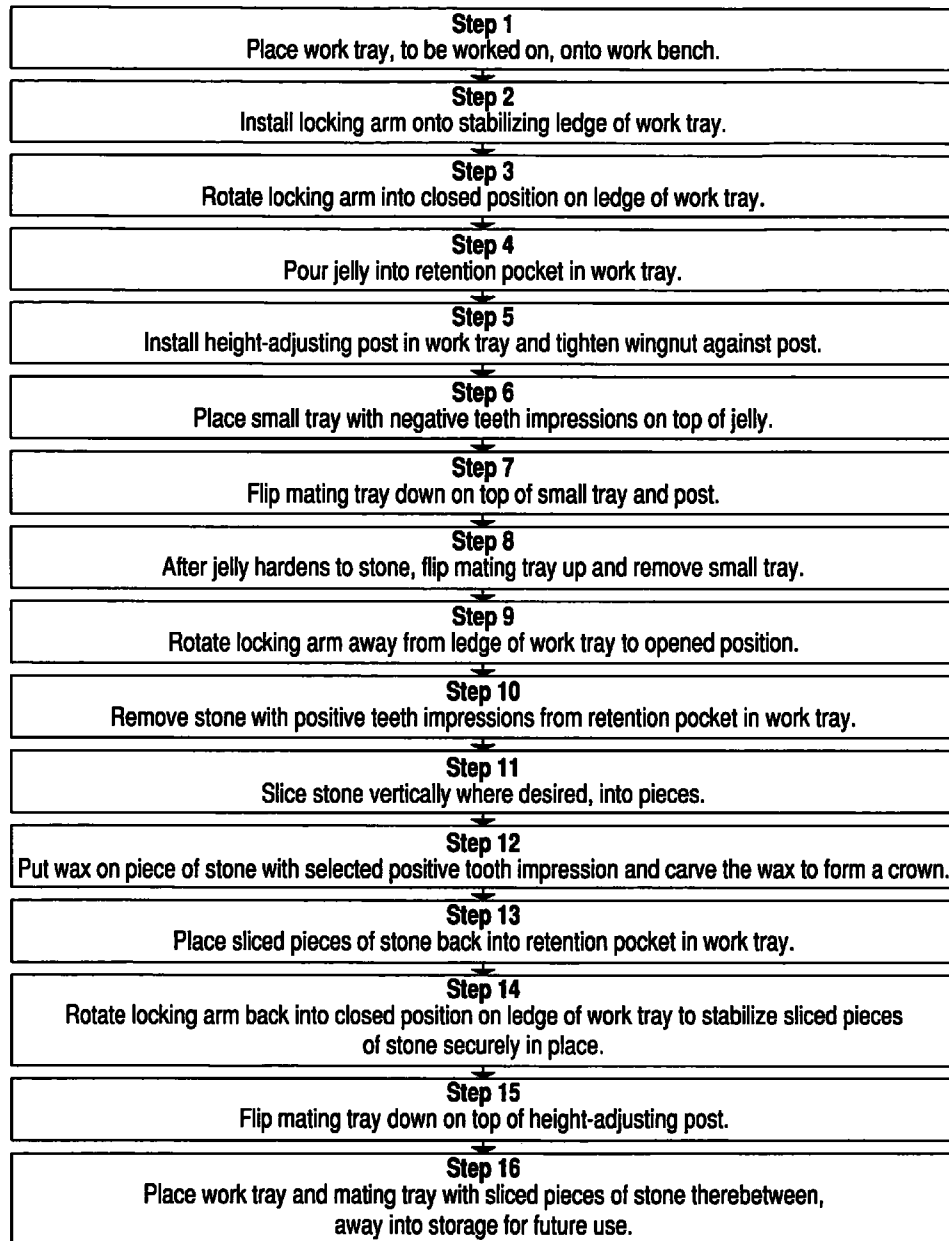 Step 1
Place work tray, to be worked on, onto work bench.
Step 2
Install locking arm onto stabilizing ledge of work tray.
Step 3
Rotate locking arm into closed position on ledge of work tray.
Step 4
Pour jelly into retention pocket in work tray.
Step 5
Install height-adjusting post in work tray and tighten wingnut against post.
Step 6
Place small tray with negative teeth impressions on top of jelly.
Step 7
Flip mating tray down on top of small tray and post.
Step 8
After jelly hardens to stone, flip mating tray up and remove small tray.
Step 9
Rotate locking arm away from ledge of work tray to opened position.
Step 10
Remove stone with positive teeth impressions from retention pocket in work tray.
Step 11
Slice stone vertically where desired, into pieces.
Step 12
Put wax on piece of stone with selected positive tooth impression and carve the wax to form a crown.
Step 13
Place sliced pieces of stone back into retention pocket in work tray.
Step 14
Rotate locking arm back into closed position on ledge of work tray to stabilize sliced pieces
of stone securely in place.
Step 15
Flip mating tray down on top of height-adjusting post.
Step 16
Place work tray and mating tray with sliced pieces of stone therebetween,
away into storage for future use.